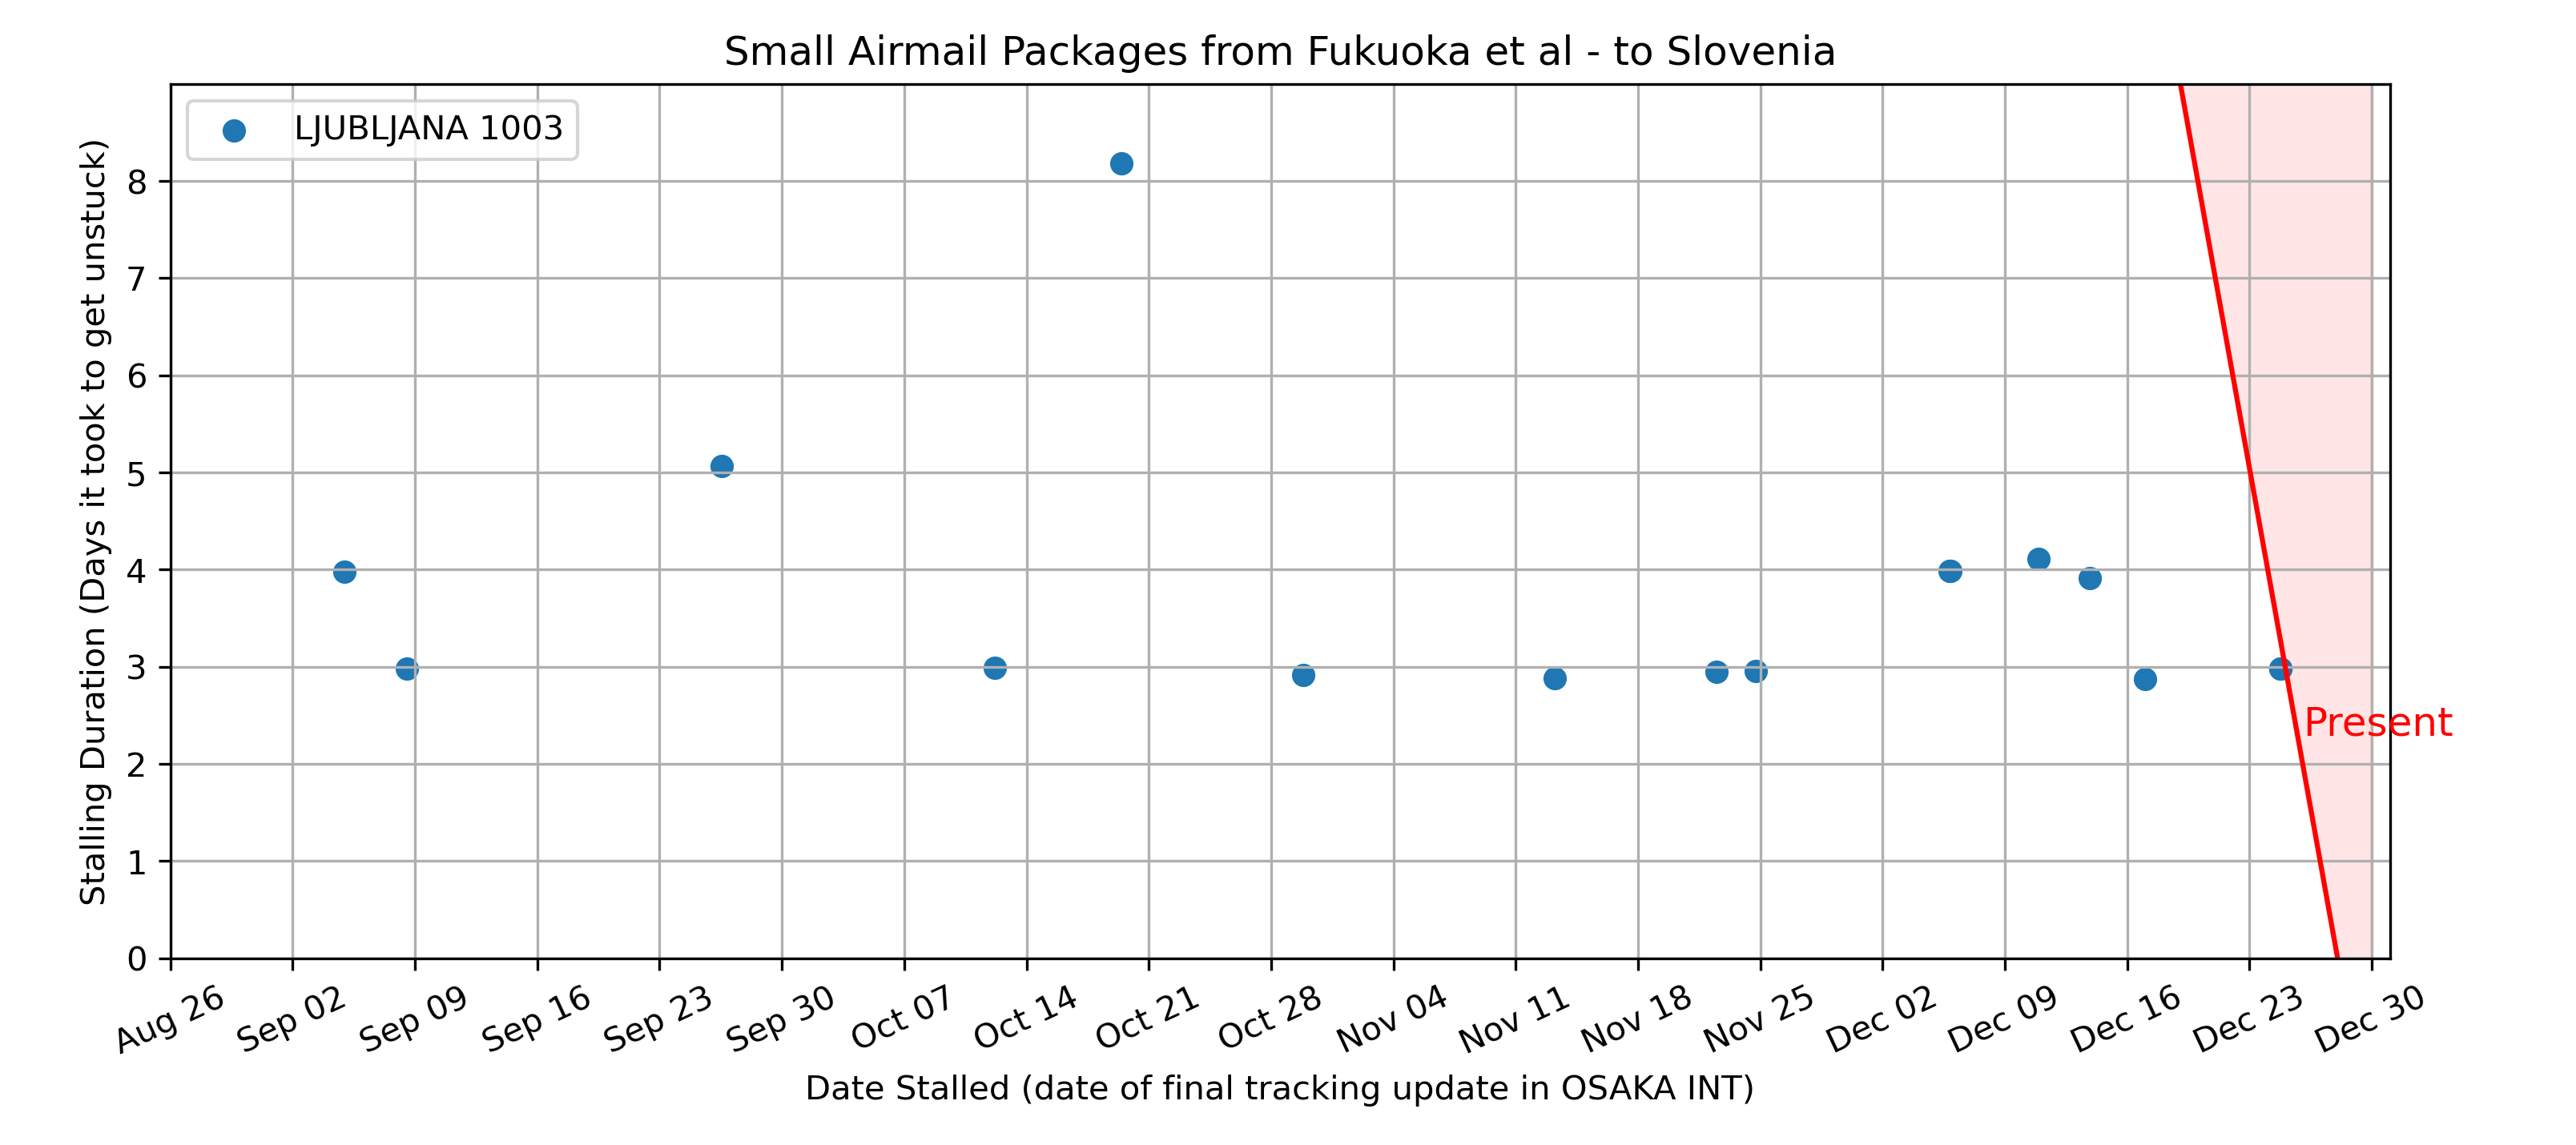 Small Airmail Packages from Fukuoka et al - to Slovenia
LJUBLJANA 1003
Stalling Duration (Days it took to get unstuck)
8
7
6
5
4
3
2
1
0
Present
Aug 26 Sep 02 Sep 09 Sep 16 Sep 23 Sep 30 Oct 07 Oct 14 Oct 21 Oct 28 Nov 04 Nov 11 Nov 18 Nov 25 Dec 02 Dec 09 Dec 16 Dec 23 Dec 30
Date Stalled (date of final tracking update in OSAKA INT)